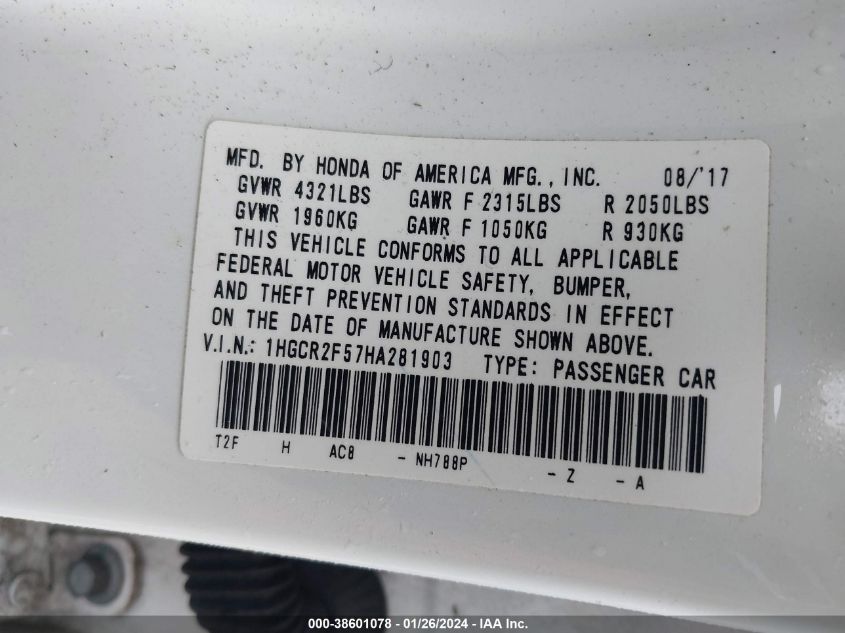 MFD. BY HONDA OF AMERICA MFG., INC. 08/'17
GVWR 4321LBS GAWR F 2315LBS R 2050LBS
GVWR 1960KG GAWR F 1050KG R 930KG
THIS VEHICLE CONFORMS TO ALL APPLICABLE
FEDERAL MOTOR VEHICLE SAFETY, BUMPER,
AND THEFT PREVENTION STANDARDS IN EFFECT
ON THE DATE OF MANUFACTURE SHOWN ABOVE.
V.I.N.: 1HGCR2F57HA281903 TYPE: PASSENGER CAR
T2F H AC8 - NH788P - Z - A
000-38601078 - 01/26/2024 - IAA Inc.